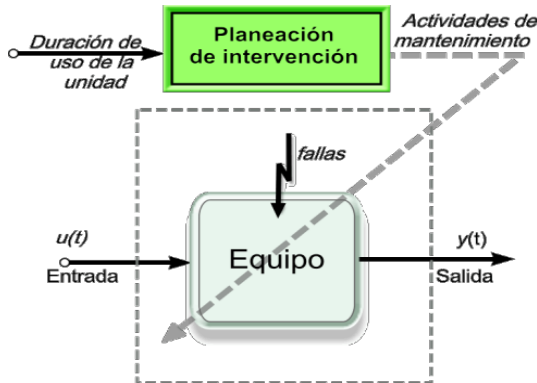 Duración de
uso de la
unidad
Planeación
de intervención
Actividades de
mantenimiento
fallas
u(t)
Entrada
Equipo
y(t)
Salida